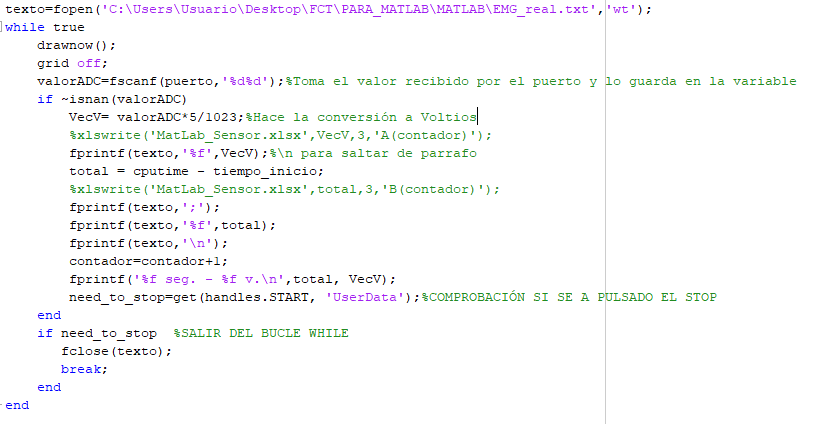 texto=fopen('C:\Users\Usuario\Desktop\FCT\PARA_MATLAB\MATLAB\EMG_real.txt','wt');
while true
drawnow();
grid off;
valorADC=fscanf(puerto,'%d%d');%Toma el valor recibido por el puerto y lo guarda en la variable
if ~isnan(valorADC)
VecV= valorADC*5/1023;%Hace la conversión a Voltios
%xlswrite('MatLab_Sensor.xlsx',VecV,3,'A(contador)');
fprintf(texto,'%f',VecV);%\n para saltar de parrafo
total = cputime - tiempo_inicio;
%xlswrite('MatLab_Sensor.xlsx',total,3,'B(contador)');
fprintf(texto,';');
fprintf(texto,'%f',total);
fprintf(texto,'\n');
contador=contador+1;
fprintf('%f seg. - %f v.\n',total, VecV);
need_to_stop=get(handles.START, 'UserData');%COMPROBACIÓN SI SE A PULSADO EL STOP
end
if need_to_stop  %SALIR DEL BUCLE WHILE
fclose(texto);
break;
end
end